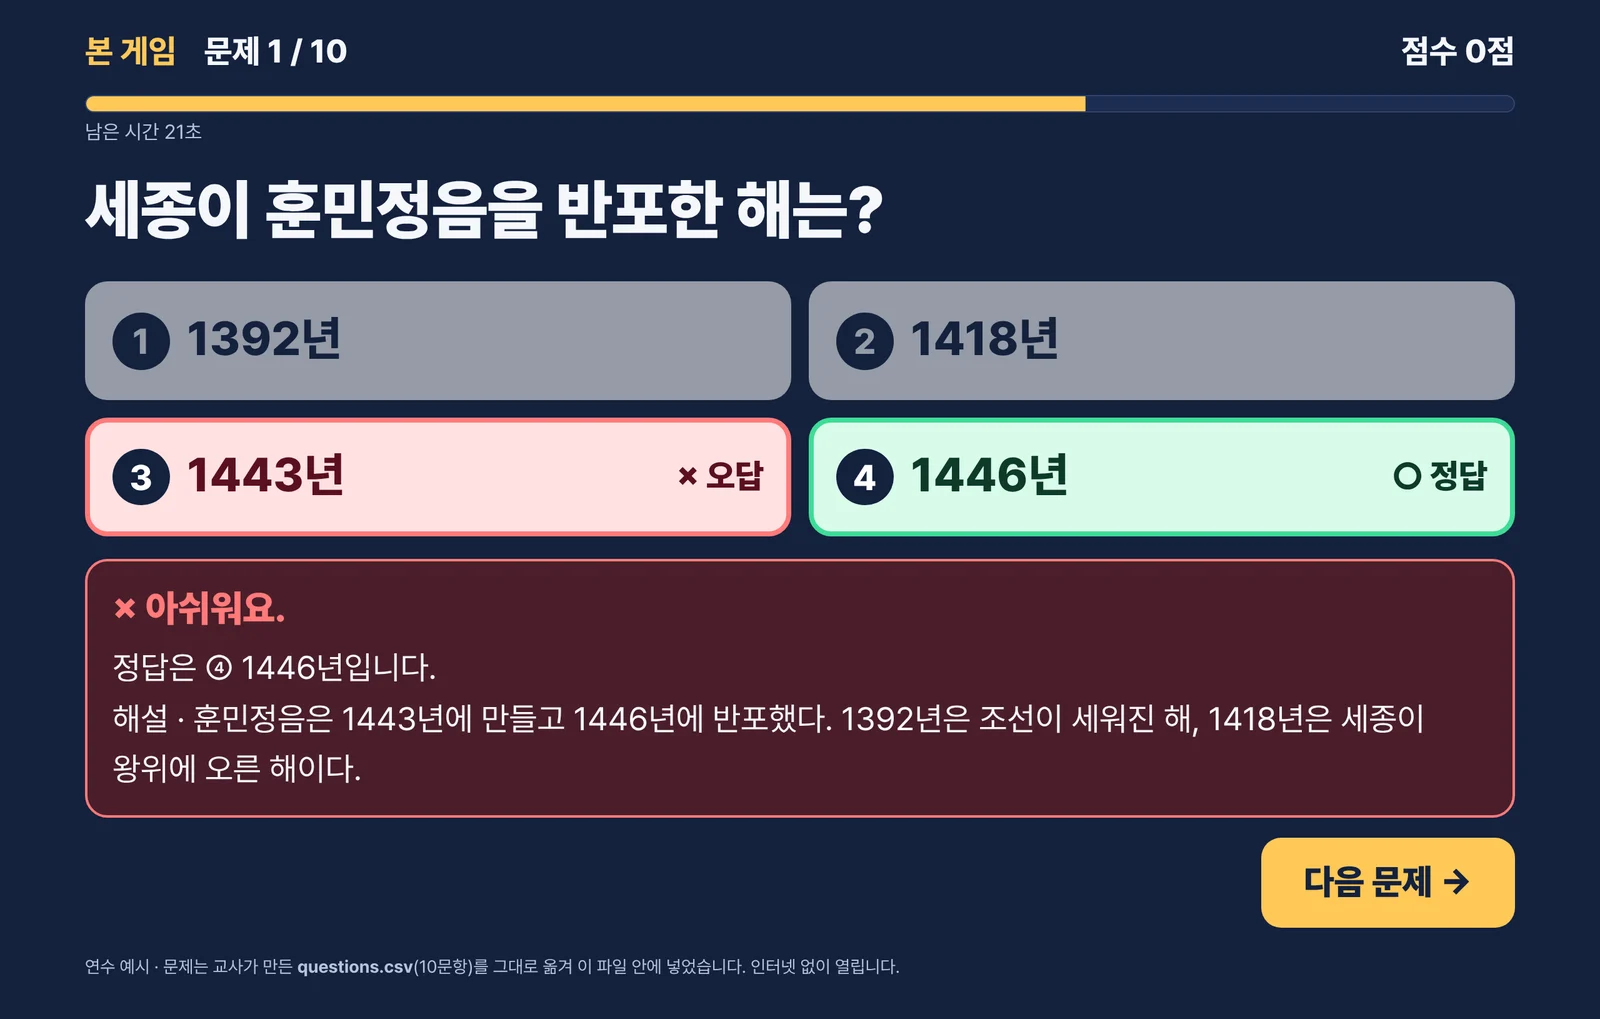 본 게임 문제 1 / 10 점수 0점
남은 시간 21초
세종이 훈민정음을 반포한 해는?
1 1392년
2 1418년
3 1443년 × 오답
4 1446년 ○ 정답
× 아쉬워요.
정답은 ④ 1446년입니다.
해설 · 훈민정음은 1443년에 만들고 1446년에 반포했다. 1392년은 조선이 세워진 해, 1418년은 세종이
왕위에 오른 해이다.
다음 문제 →
연수 예시 · 문제는 교사가 만든 questions.csv(10문항)를 그대로 옮겨 이 파일 안에 넣었습니다. 인터넷 없이 열립니다.